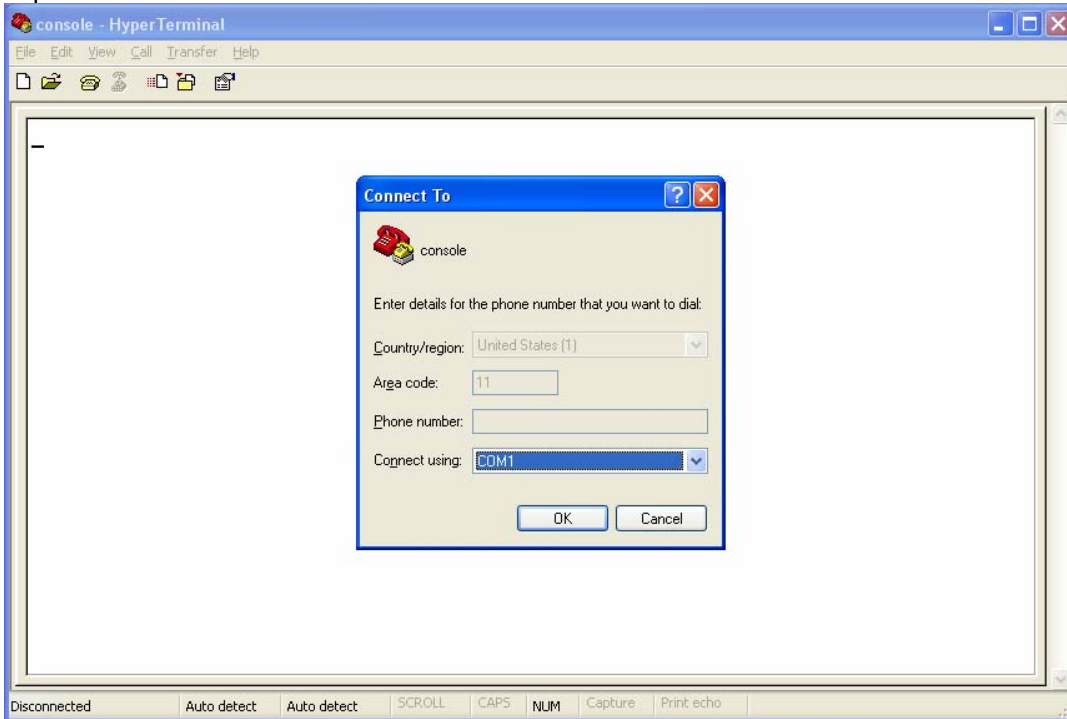 console - HyperTerminal
File Edit View Call Transfer Help
Connect To
console
Enter details for the phone number that you want to dial:
Country/region: United States (1)
Area code: 11
Phone number:
Connect using: COM1
OK Cancel
Disconnected Auto detect Auto detect SCROLL CAPS NUM Capture Print echo